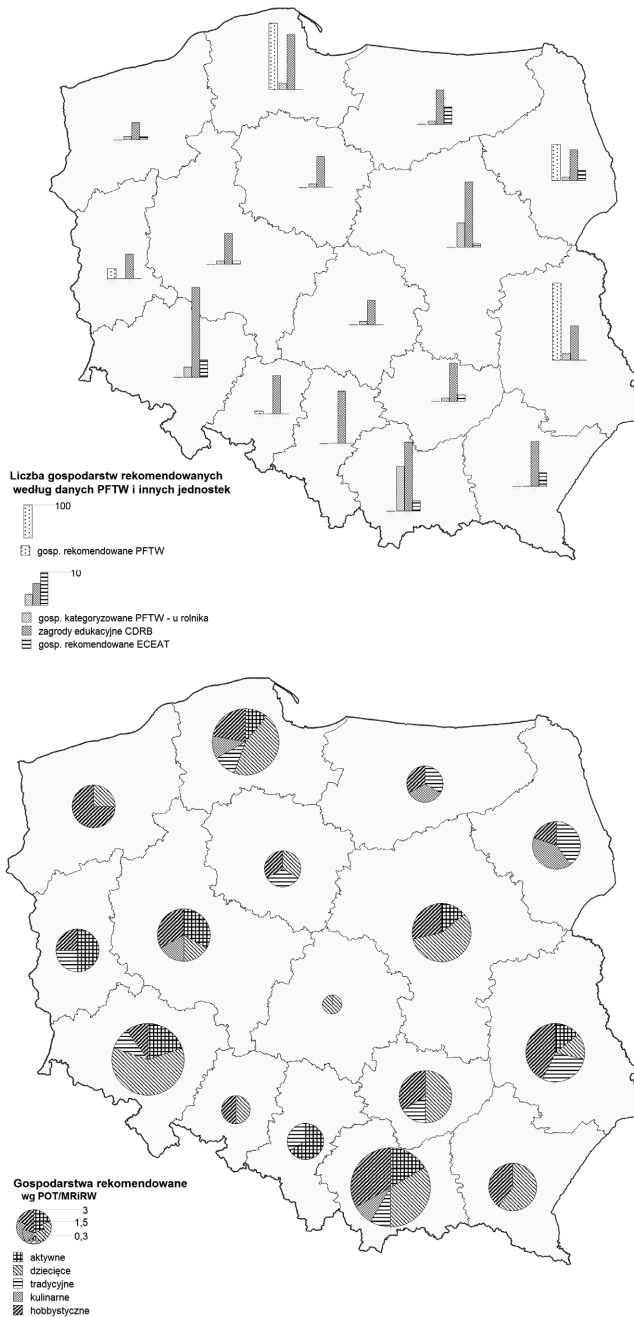 Liczba gospodarstw rekomendowanych
według danych PFTW i innych jednostek
100
gosp. rekomendowane PFTW
10
gosp. kategoryzowane PFTW - u rolnika
zagrody edukacyjne CDRB
gosp. rekomendowane ECEAT
Gospodarstwa rekomendowane
wg POT/MRiRW
3
1,5
0,3
aktywne
dziecięce
tradycyjne
kulinarne
hobbystyczne